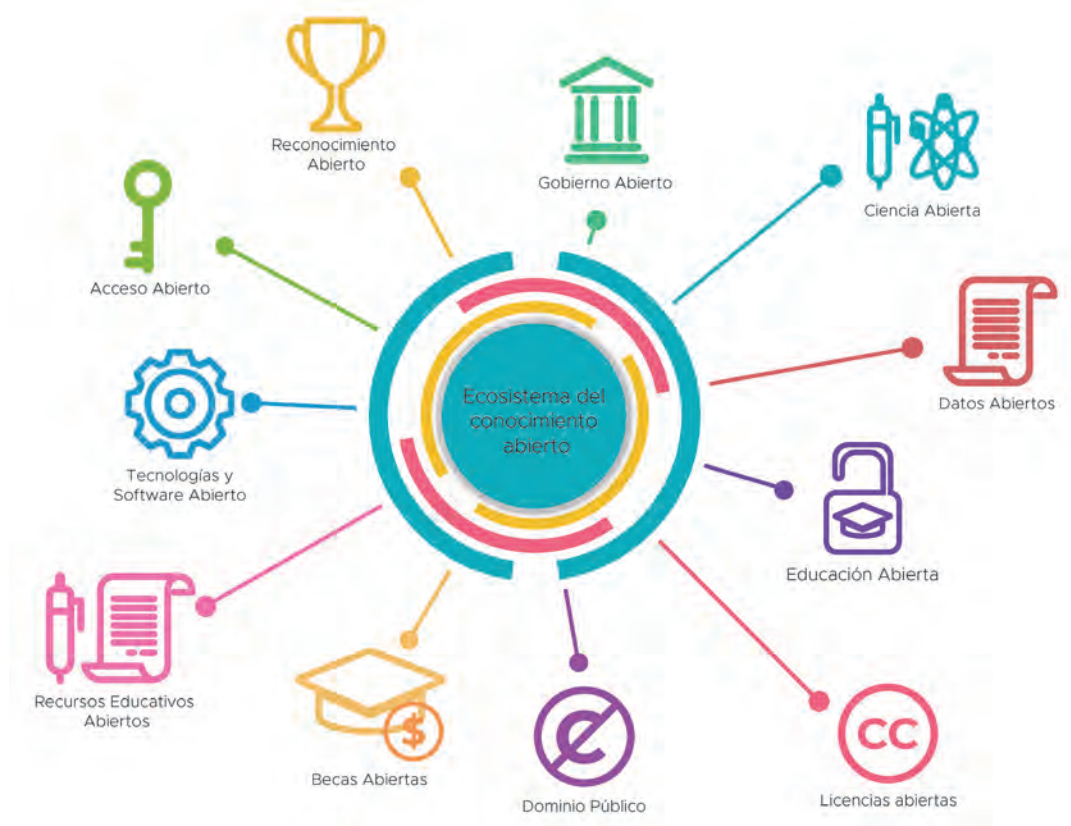 Reconocimiento
Abierto
Gobierno Abierto
Ciencia Abierta
Acceso Abierto
Datos Abiertos
Ecosistema del
conocimiento
abierto
Tecnologías y
Software Abierto
Educación Abierta
Recursos Educativos
Abiertos
$
Becas Abiertas
C
Dominio Público
CC
Licencias abiertas